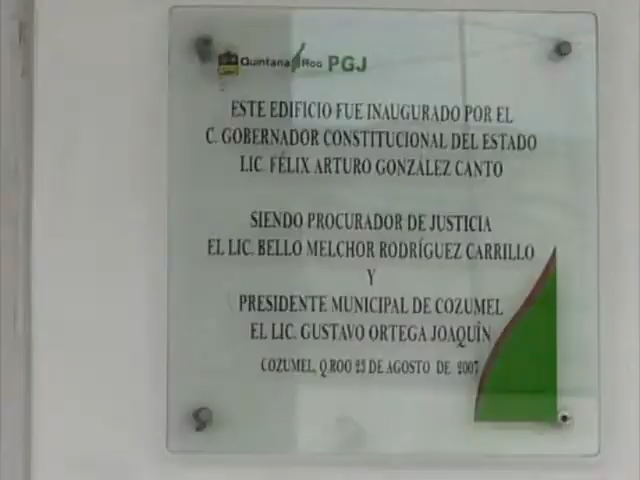 Quintana Roo PGJ
ESTE EDIFICIO FUE INAUGURADO POR EL
C. GOBERNADOR CONSTITUCIONAL DEL ESTADO
LIC. FÉLIX ARTURO GONZÁLEZ CANTO
SIENDO PROCURADOR DE JUSTICIA
EL LIC. BELLO MELCHOR RODRÍGUEZ CARRILLO
Y
PRESIDENTE MUNICIPAL DE COZUMEL
EL LIC. GUSTAVO ORTEGA JOAQUÍN
COZUMEL, Q.ROO 25 DE AGOSTO DE 2007